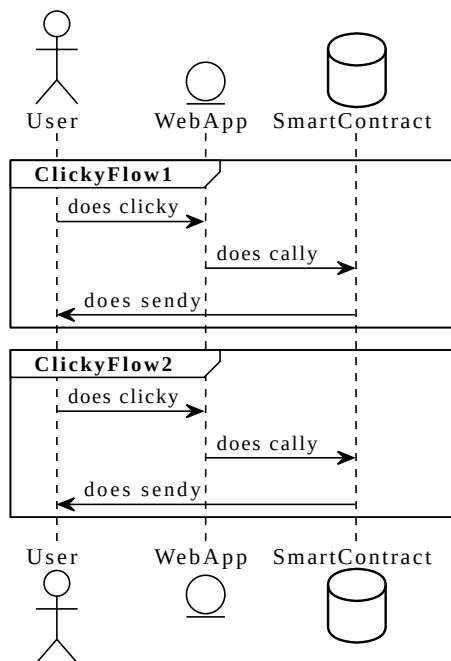 User WebApp SmartContract
ClickyFlow1
does clicky
does cally
does sendy
ClickyFlow2
does clicky
does cally
does sendy
User WebApp SmartContract